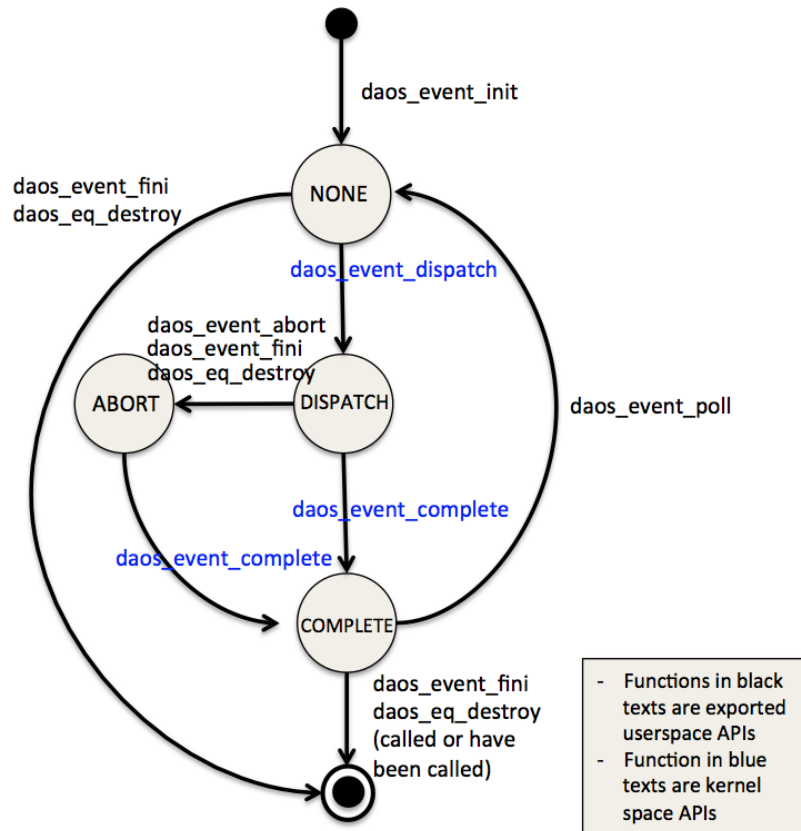 daos_event_init
daos_event_fini
daos_eq_destroy
NONE
daos_event_dispatch
daos_event_abort
daos_event_fini
daos_eq_destroy
ABORT
DISPATCH
daos_event_poll
daos_event_complete
daos_event_complete
COMPLETE
daos_event_fini
daos_eq_destroy
(called or have
been called)
- Functions in black
texts are exported
userspace APIs
- Function in blue
texts are kernel
space APIs